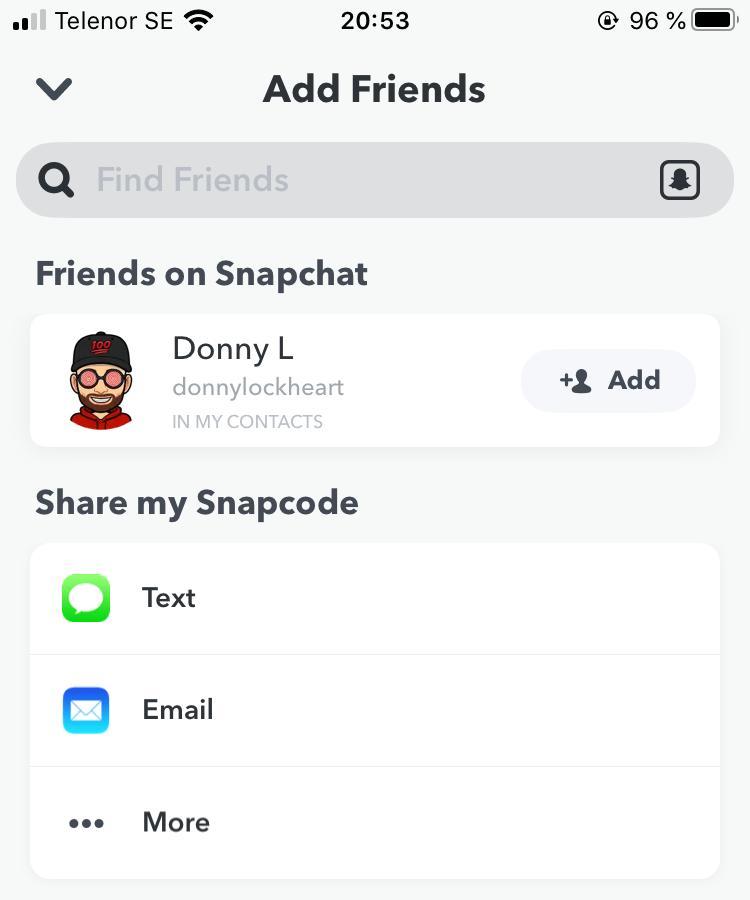 Telenor SE 20:53 96 %
Add Friends
Find Friends
Friends on Snapchat
100
Donny L
donnylockheart
IN MY CONTACTS
Add
Share my Snapcode
Text
Email
More